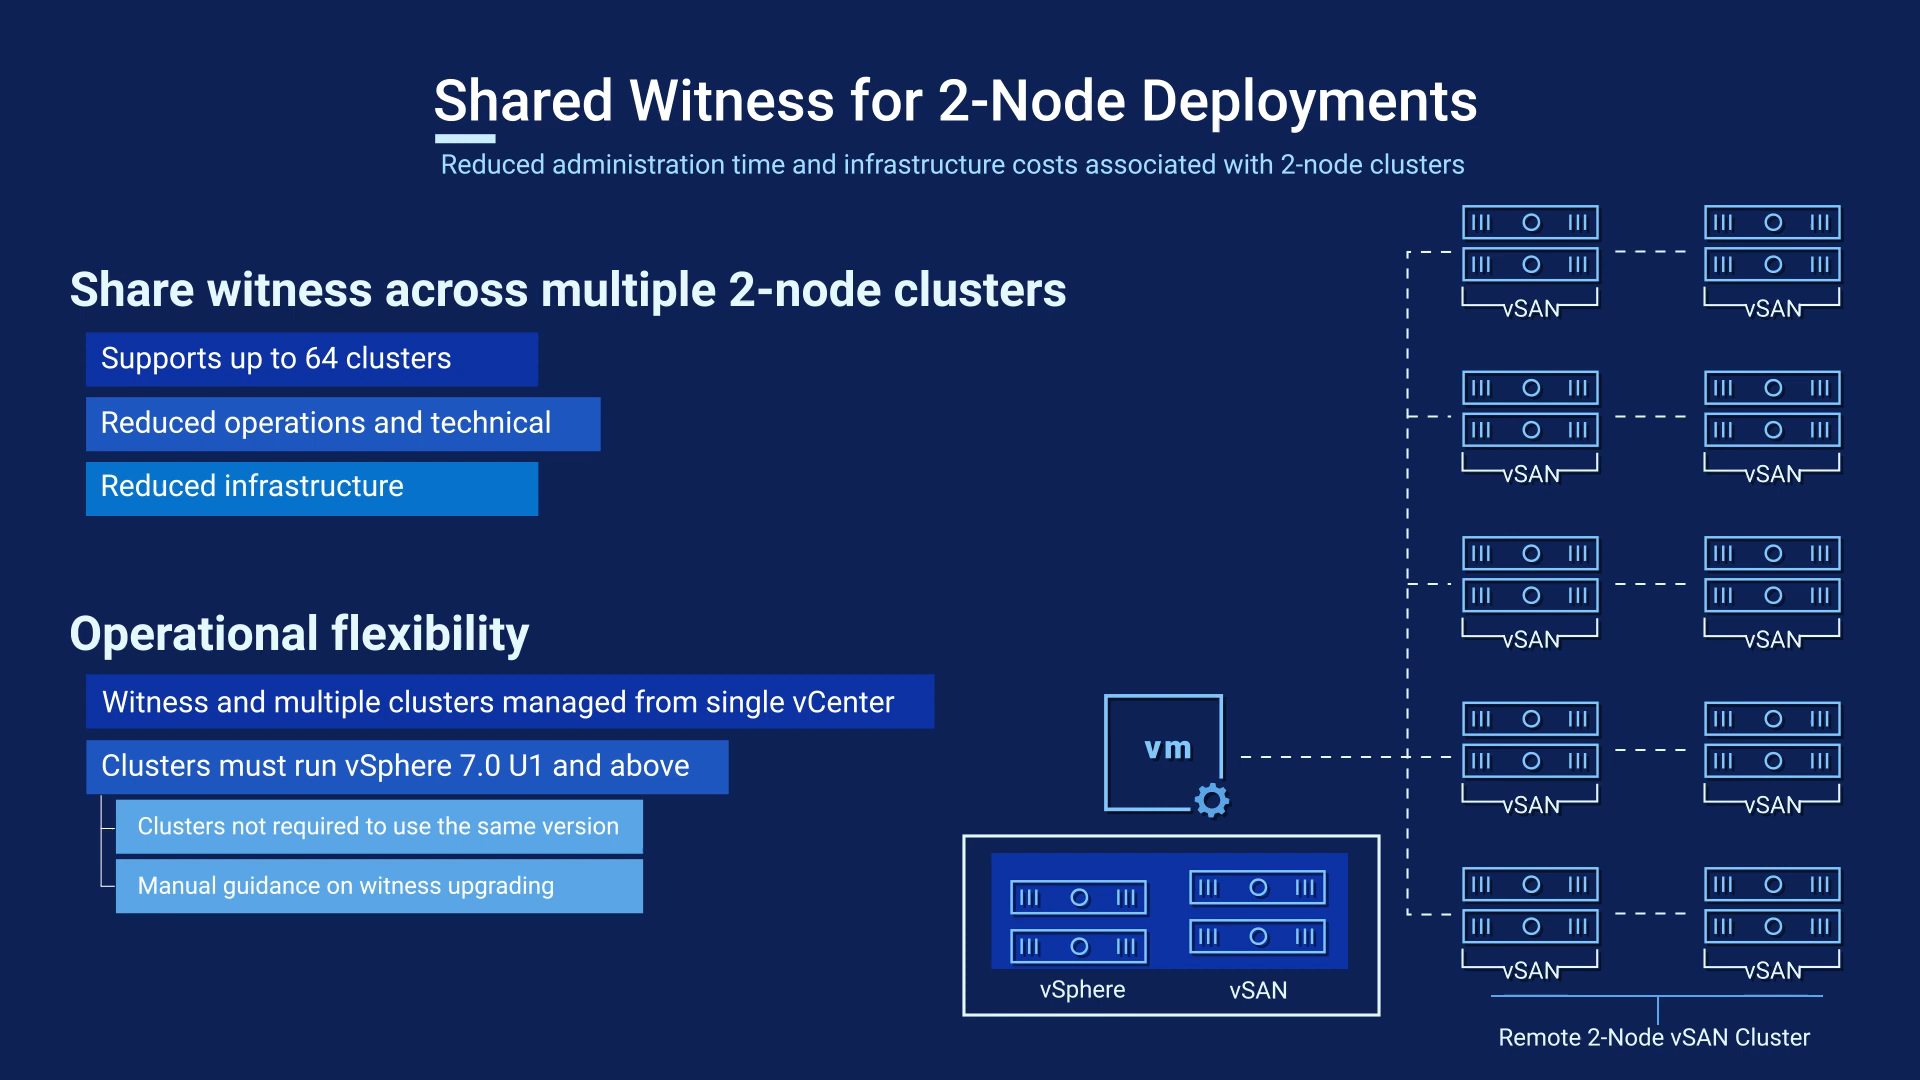 Shared Witness for 2-Node Deployments
Reduced administration time and infrastructure costs associated with 2-node clusters
Share witness across multiple 2-node clusters
Supports up to 64 clusters
Reduced operations and technical
Reduced infrastructure
Operational flexibility
Witness and multiple clusters managed from single vCenter
Clusters must run vSphere 7.0 U1 and above
Clusters not required to use the same version
Manual guidance on witness upgrading
vm
vSphere
vSAN
vSAN
vSAN
vSAN
vSAN
vSAN
vSAN
vSAN
vSAN
vSAN
vSAN
Remote 2-Node vSAN Cluster